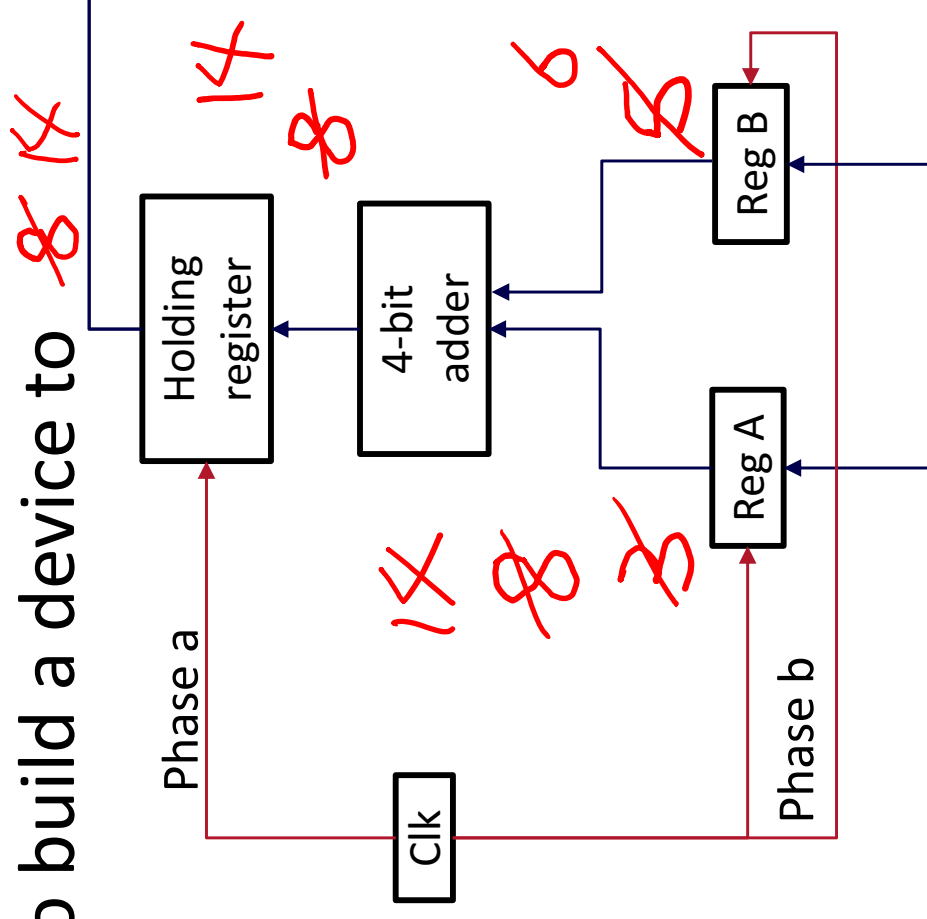 o build a device to 8 14
Phase a
Holding
register
14
8
Clk
14
4-bit
adder
8
6
3
Reg A
Reg B
Phase b